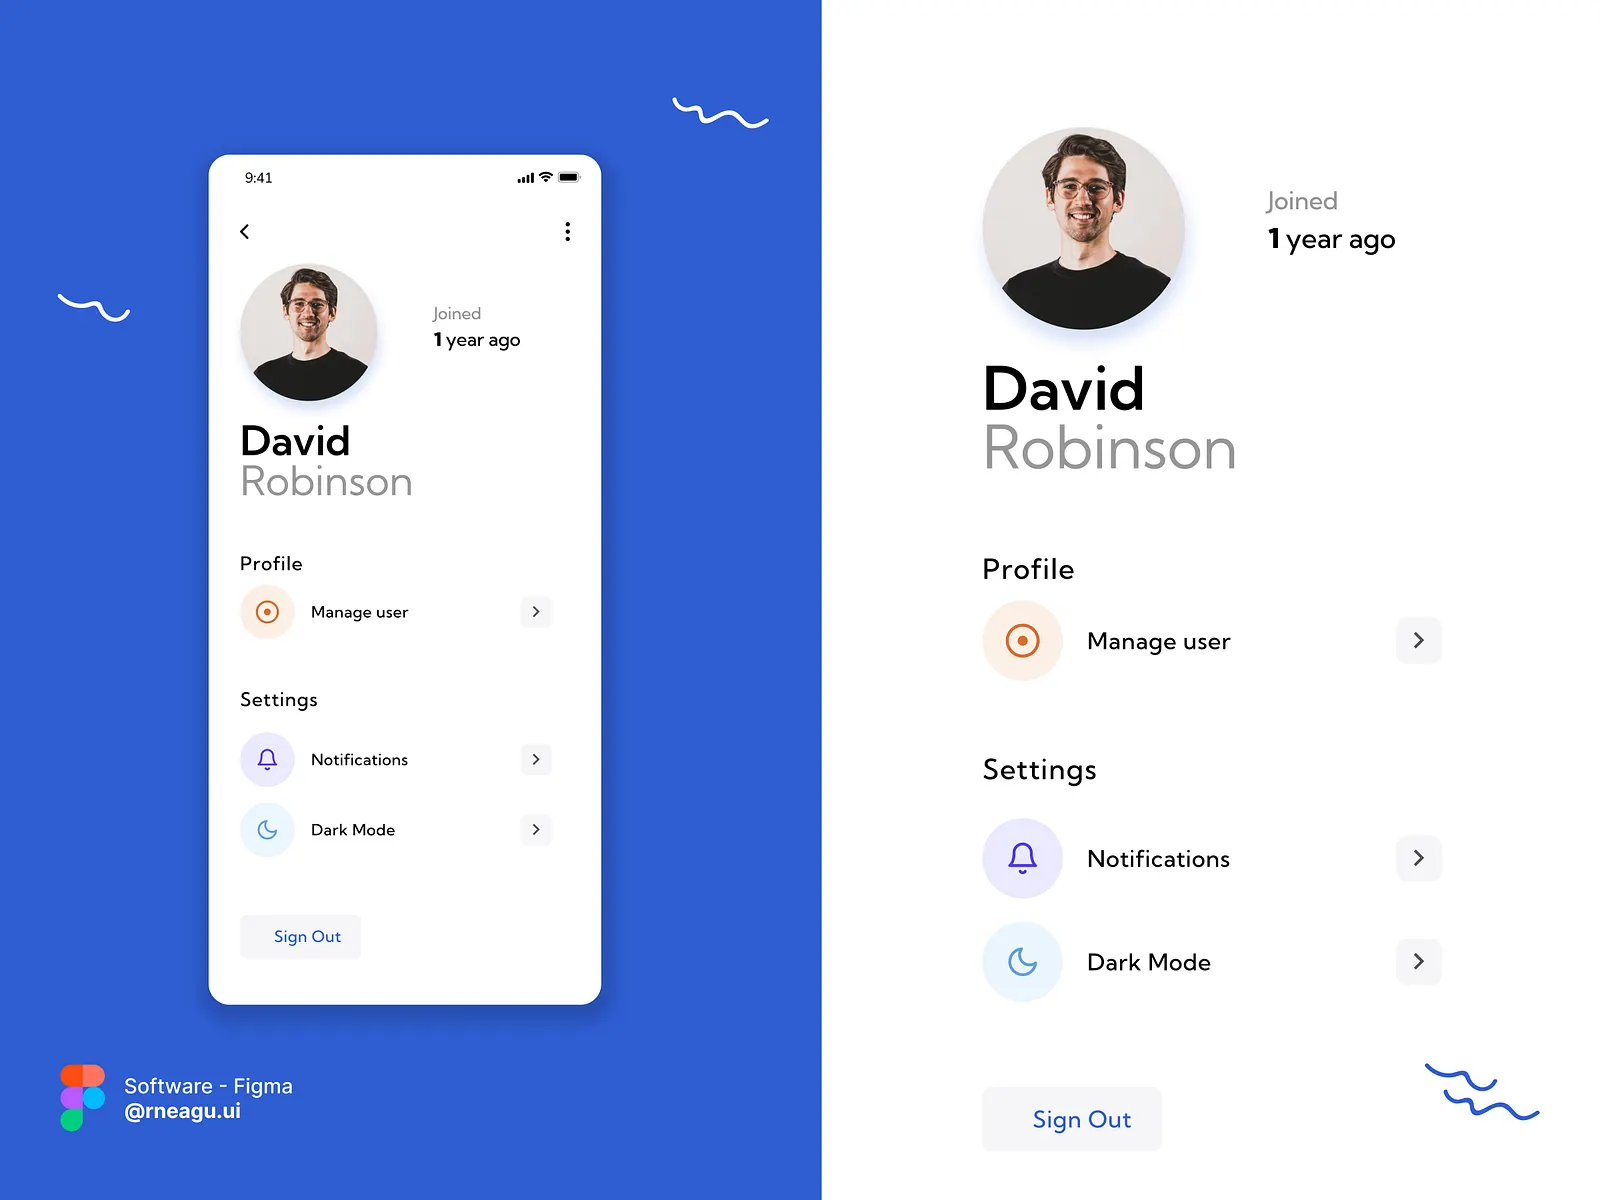 9:41
Joined
1 year ago
David
Robinson
Profile
Manage user
Settings
Notifications
Dark Mode
Sign Out
Software - Figma
@rneagu.ui
Joined
1 year ago
David
Robinson
Profile
Manage user
Settings
Notifications
Dark Mode
Sign Out